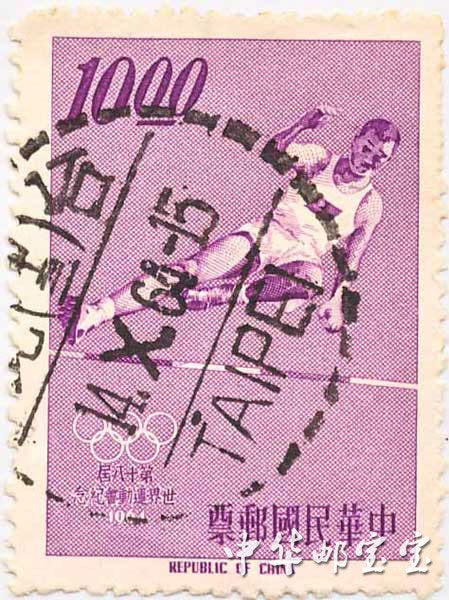 1000
台
14.X 64-15
TAIPEI
第十八屆
世界運動會紀念
1964
中華民國郵票
中华邮宝宝
REPUBLIC OF CHINA